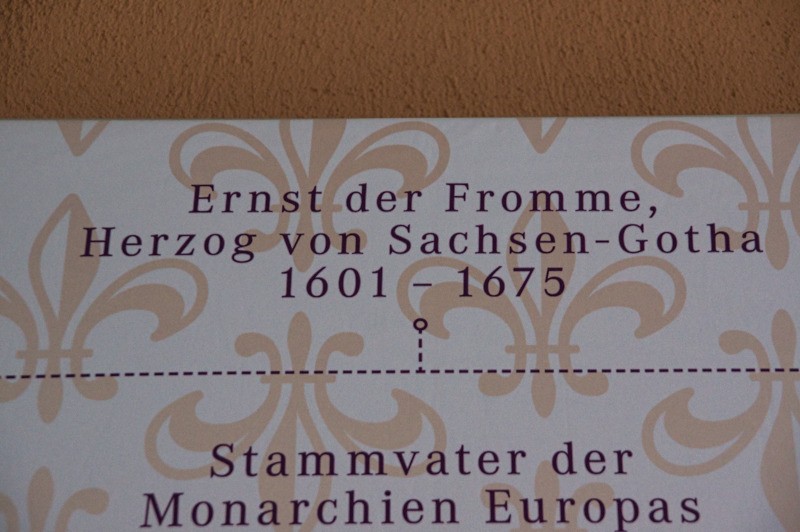 Ernst der Fromme,
Herzog von Sachsen-Gotha
1601 – 1675
Stammvater der
Monarchien Europas